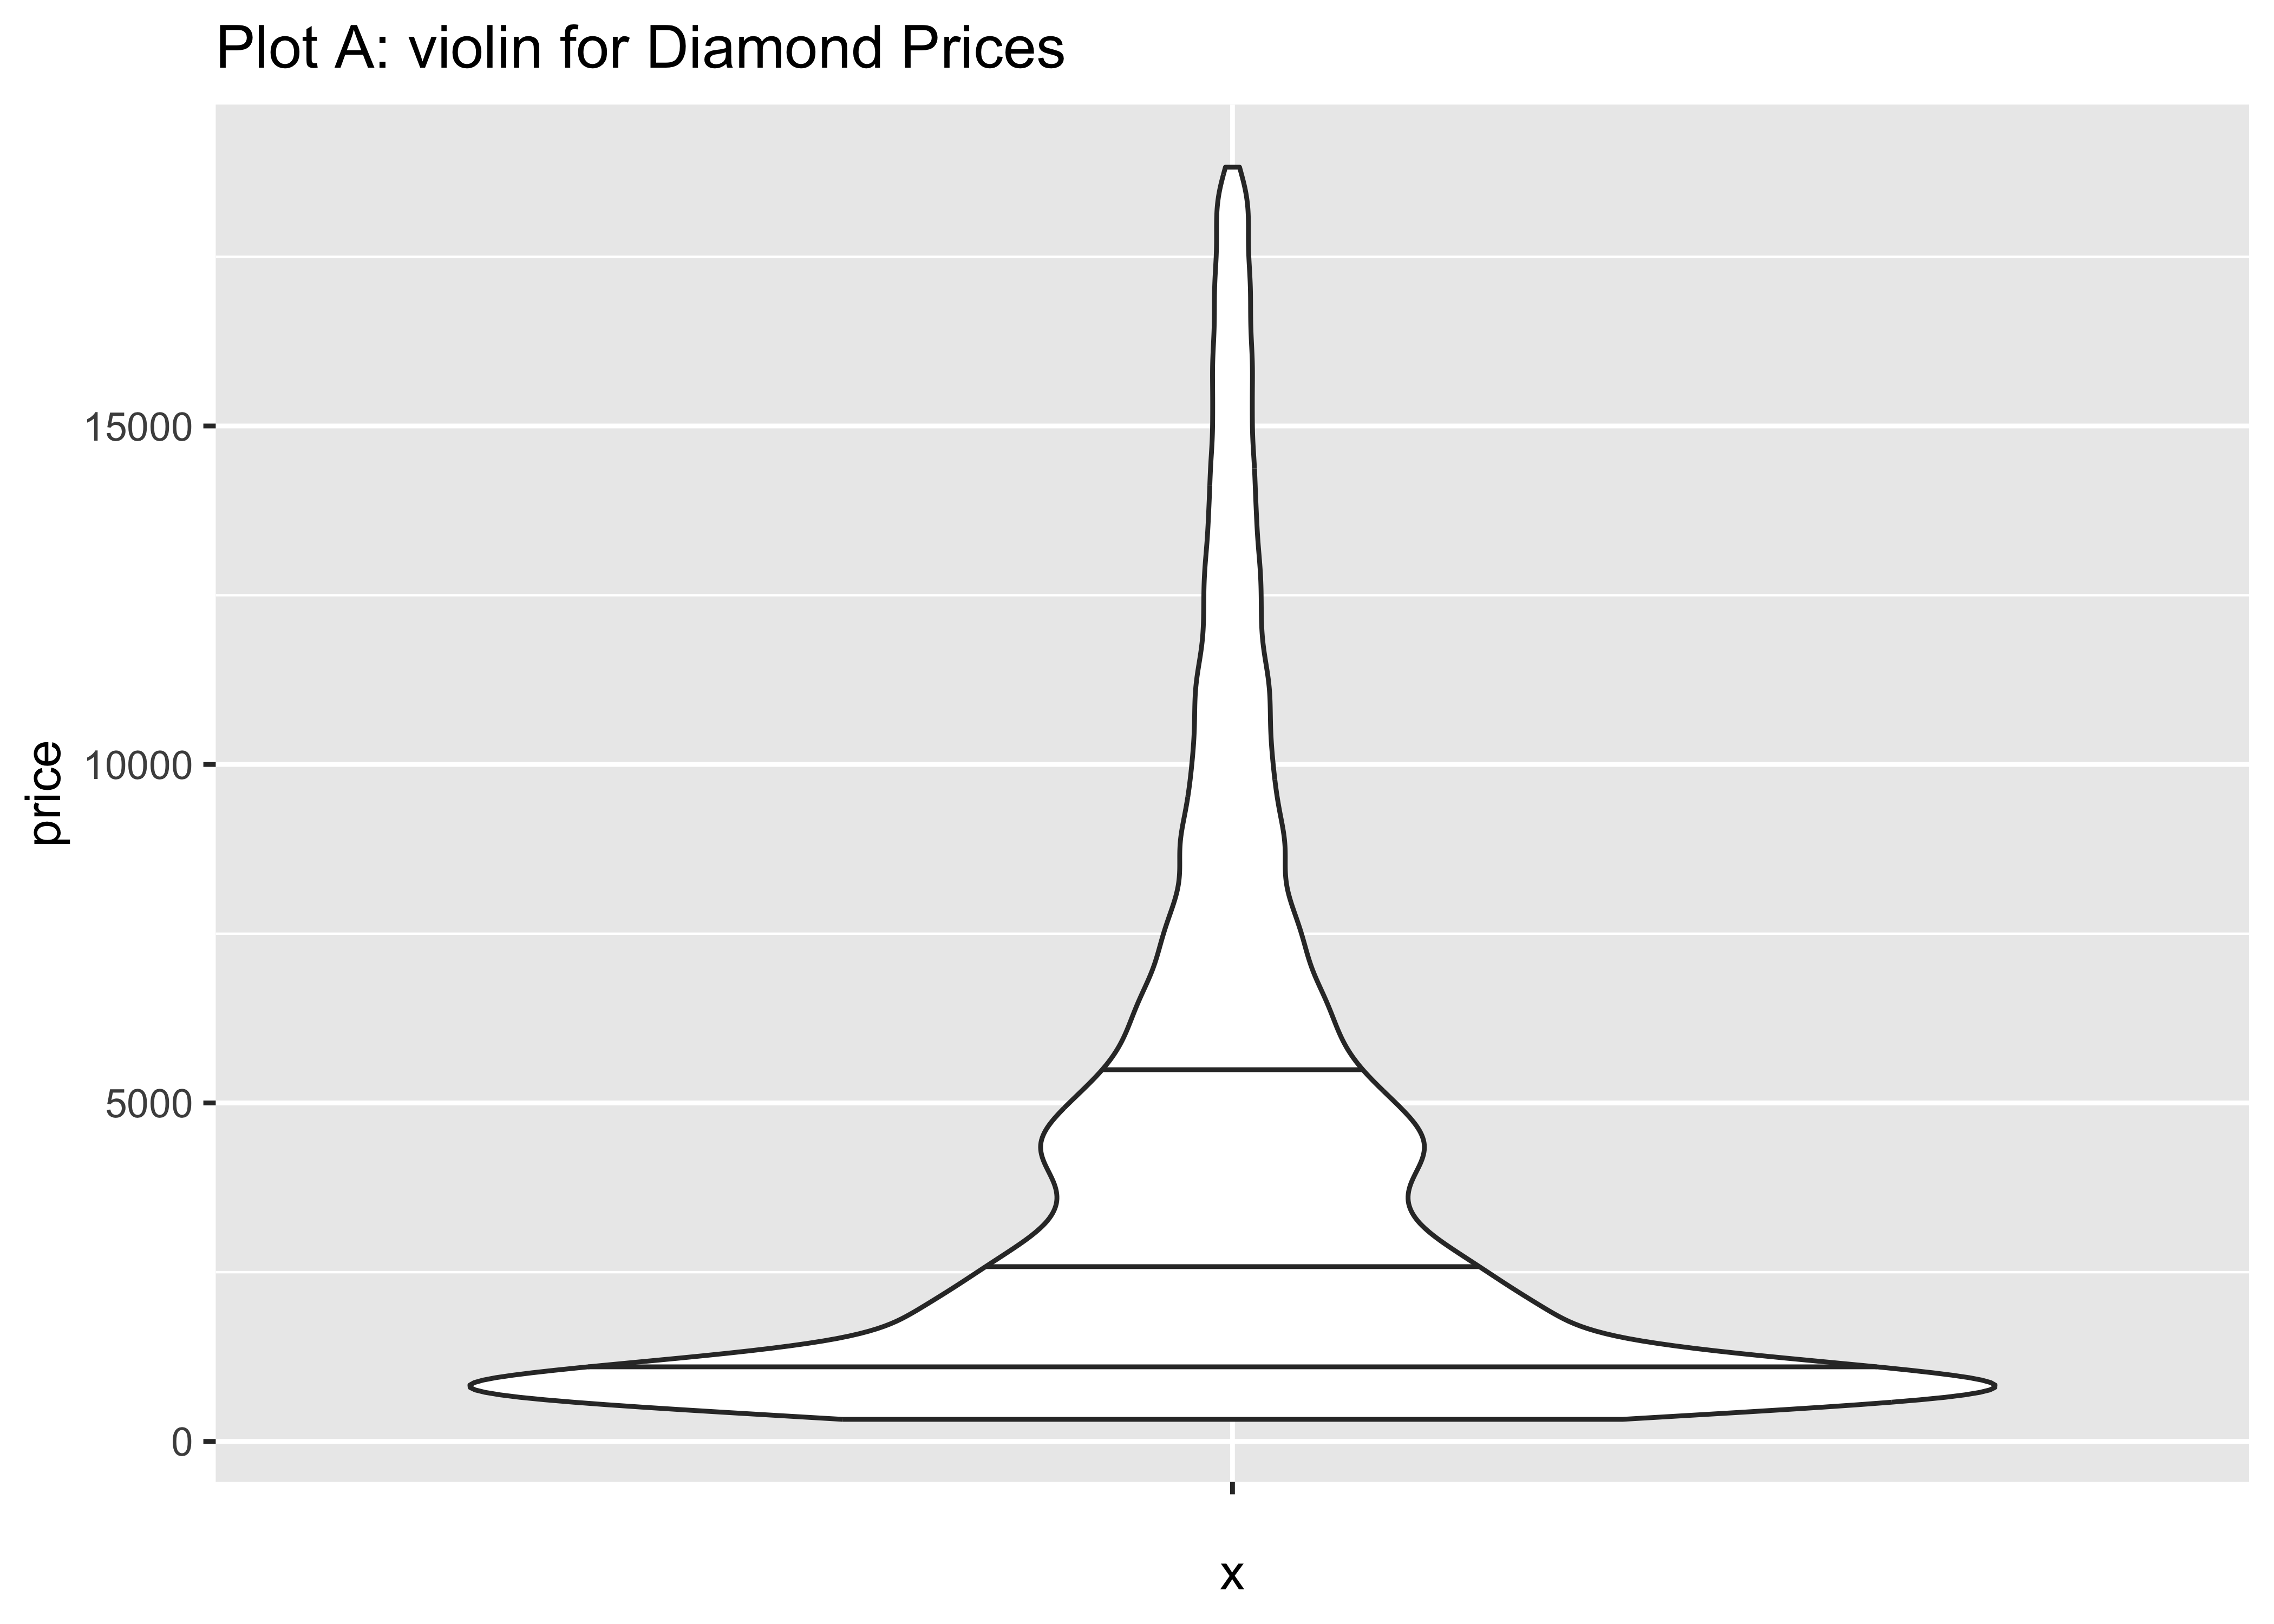 Plot A: violin for Diamond Prices
15000
10000
5000
0
price
x